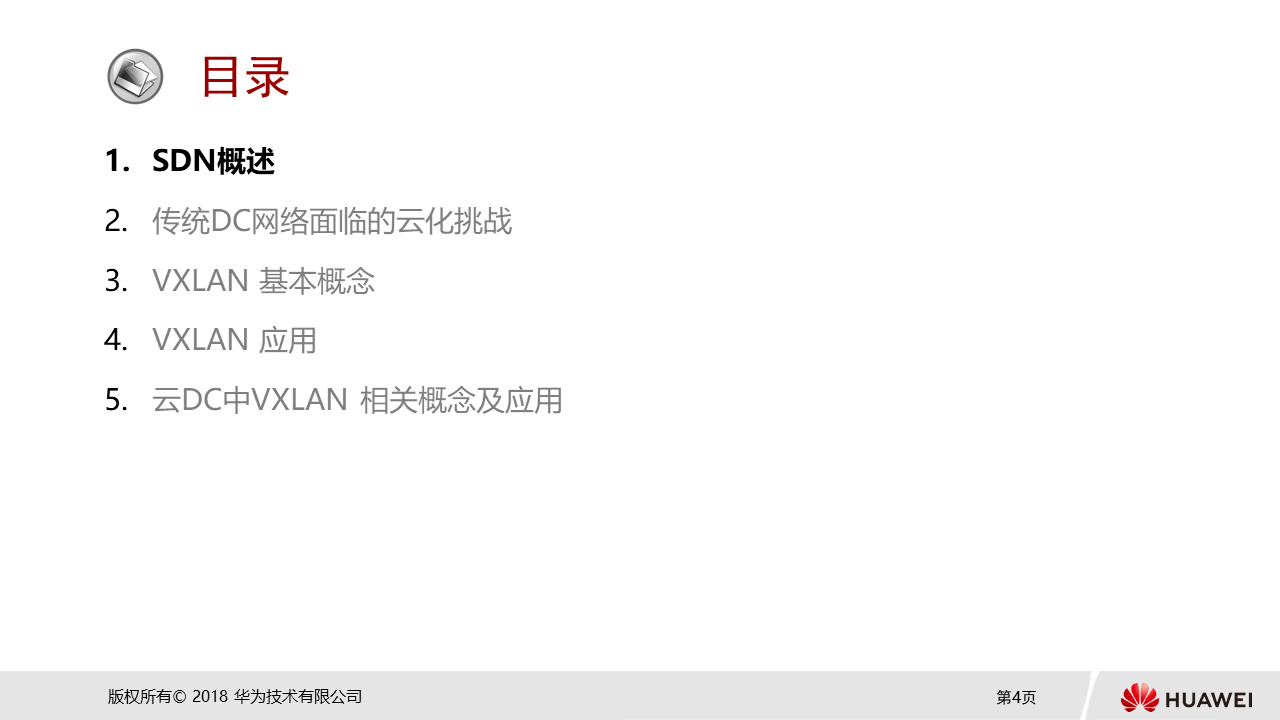 目录
1. SDN概述
2. 传统DC网络面临的云化挑战
3. VXLAN 基本概念
4. VXLAN 应用
5. 云DC中VXLAN 相关概念及应用
版权所有© 2018 华为技术有限公司
第4页
HUAWEI